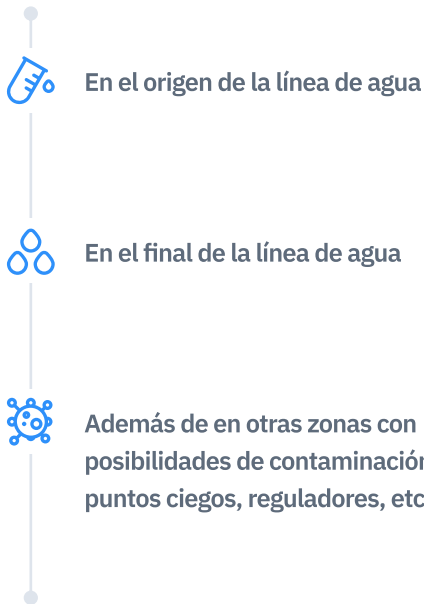 En el origen de la línea de agua
En el final de la línea de agua
Además de en otras zonas con
posibilidades de contaminación
puntos ciegos, reguladores, etc